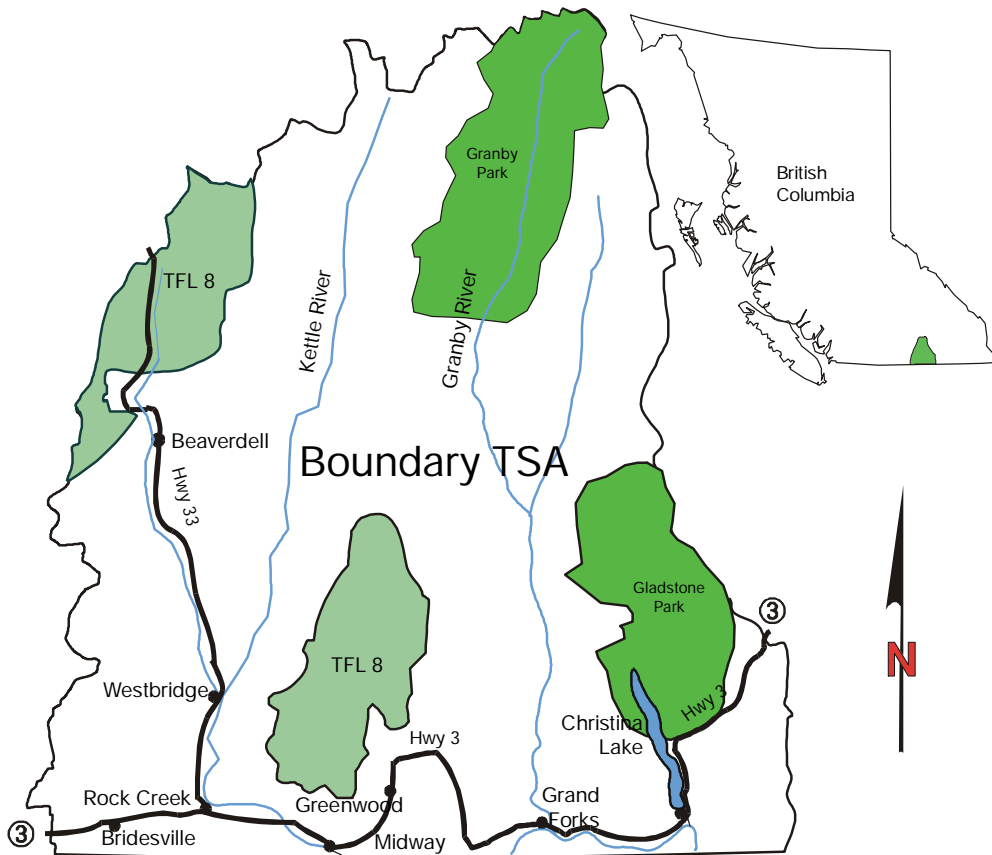 Granby
Park
British
Columbia
TFL 8
Kettle River
Granby River
Beaverdell
Boundary TSA
Hwy 33
Gladstone
Park
3
TFL 8
N
Westbridge
Hwy 3
Christina
Lake
Hwy 3
Rock Creek
Greenwood
Grand
Forks
3
Bridesville
Midway